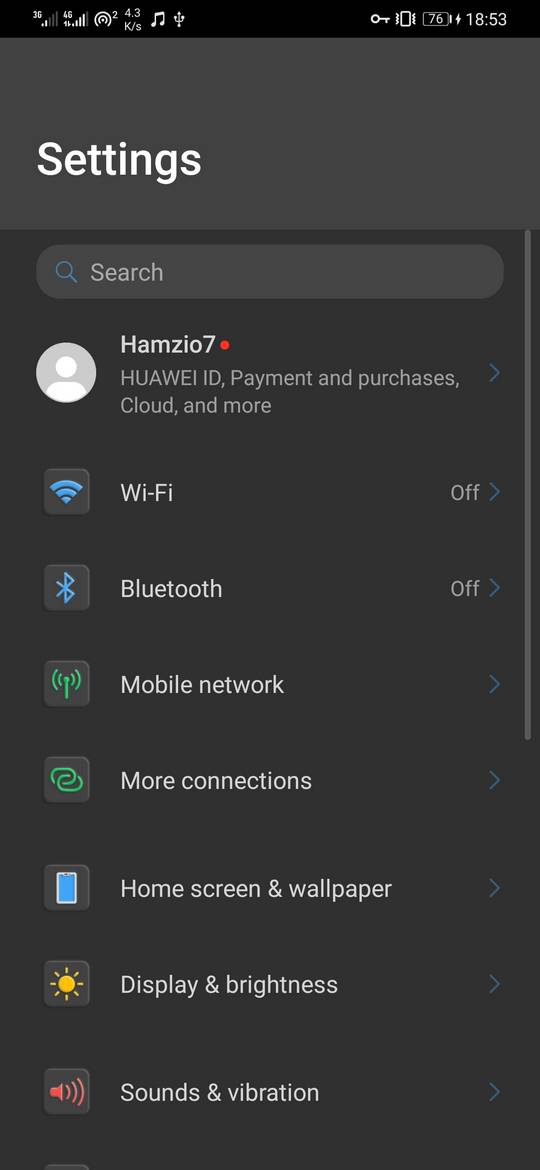 3G 4G 2 4.3 K/s 76 18:53
Settings
Search
Hamzio7
HUAWEI ID, Payment and purchases,
Cloud, and more
Wi-Fi Off
Bluetooth Off
Mobile network
More connections
Home screen & wallpaper
Display & brightness
Sounds & vibration